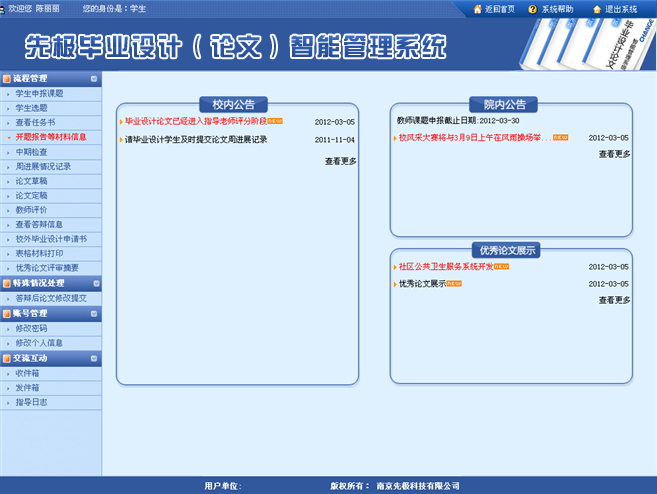 欢迎您 陈丽丽 您的身份是：学生
返回首页 系统帮助 退出系统
先极毕业设计（论文）智能管理系统
流程管理
学生申报课题
学生选题
查看任务书
开题报告等材料信息
中期检查
周进展情况记录
论文草稿
论文定稿
教师评价
查看答辩信息
校外毕业设计申请书
表格材料打印
优秀论文评审摘要
特殊情况处理
答辩后论文修改提交
账号管理
修改密码
修改个人信息
交流互动
收件箱
发件箱
指导日志
校内公告
毕业设计论文已经进入指导老师评分阶段NEW 2012-03-05
请毕业设计学生及时提交论文周进展记录 2011-11-04
查看更多
院内公告
教师课题申报截止日期:2012-03-30
校风采大赛将与3月9日上午在风雨操场举...NEW 2012-03-05
查看更多
优秀论文展示
社区公共卫生服务系统开发NEW 2012-03-05
优秀论文展示NEW 2012-03-05
查看更多
用户单位: 版权所有： 南京先极科技有限公司